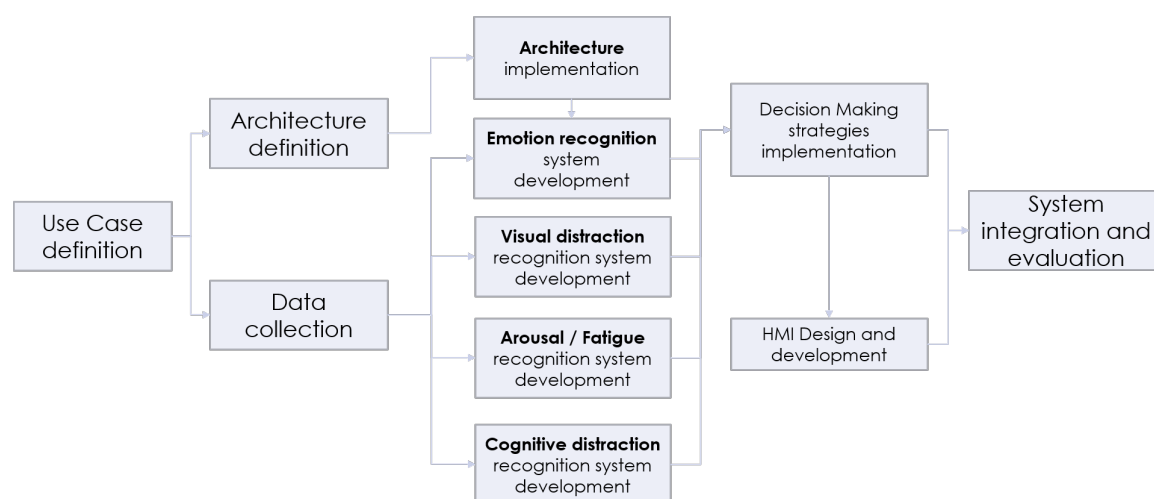 Use Case
definition
Architecture
definition
Data
collection
Architecture
implementation
Emotion recognition
system
development
Visual distraction
recognition system
development
Arousal / Fatigue
recognition system
development
Cognitive distraction
recognition system
development
Decision Making
strategies
implementation
HMI Design and
development
System
integration and
evaluation